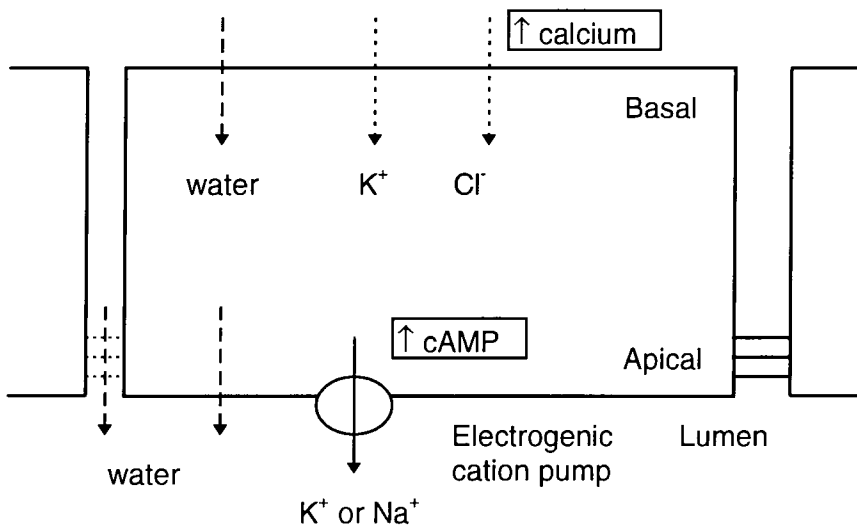 ↑ calcium
Basal
water K⁺ Cl⁻
↑ cAMP
Apical
Electrogenic
cation pump
Lumen
water
K⁺ or Na⁺